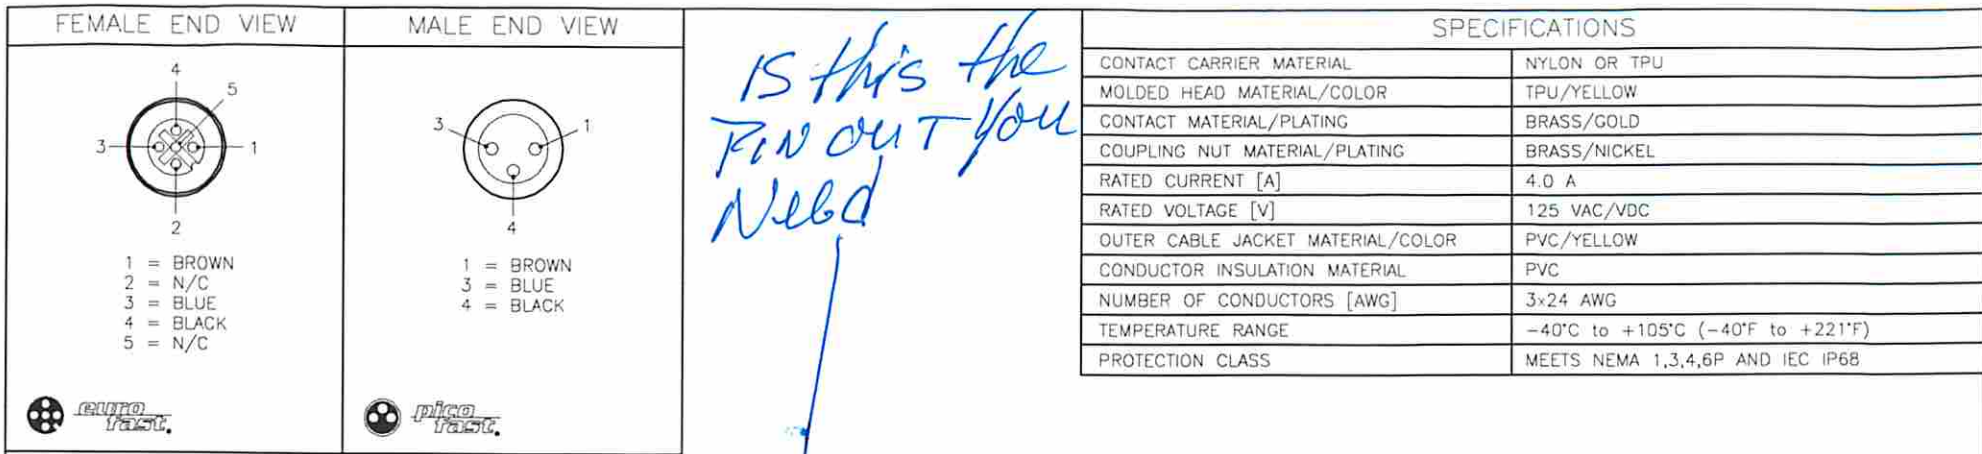 FEMALE END VIEW
4
5
3
1
2
1 = BROWN
2 = N/C
3 = BLUE
4 = BLACK
5 = N/C
euro
fast.
MALE END VIEW
3
1
4
1 = BROWN
3 = BLUE
4 = BLACK
pico
fast.
IS this the
PIN OUT YOU
Need
SPECIFICATIONS
CONTACT CARRIER MATERIAL NYLON OR TPU
MOLDED HEAD MATERIAL/COLOR TPU/YELLOW
CONTACT MATERIAL/PLATING BRASS/GOLD
COUPLING NUT MATERIAL/PLATING BRASS/NICKEL
RATED CURRENT [A] 4.0 A
RATED VOLTAGE [V] 125 VAC/VDC
OUTER CABLE JACKET MATERIAL/COLOR PVC/YELLOW
CONDUCTOR INSULATION MATERIAL PVC
NUMBER OF CONDUCTORS [AWG] 3x24 AWG
TEMPERATURE RANGE -40°C to +105°C (-40°F to +221°F)
PROTECTION CLASS MEETS NEMA 1,3,4,6P AND IEC IP68